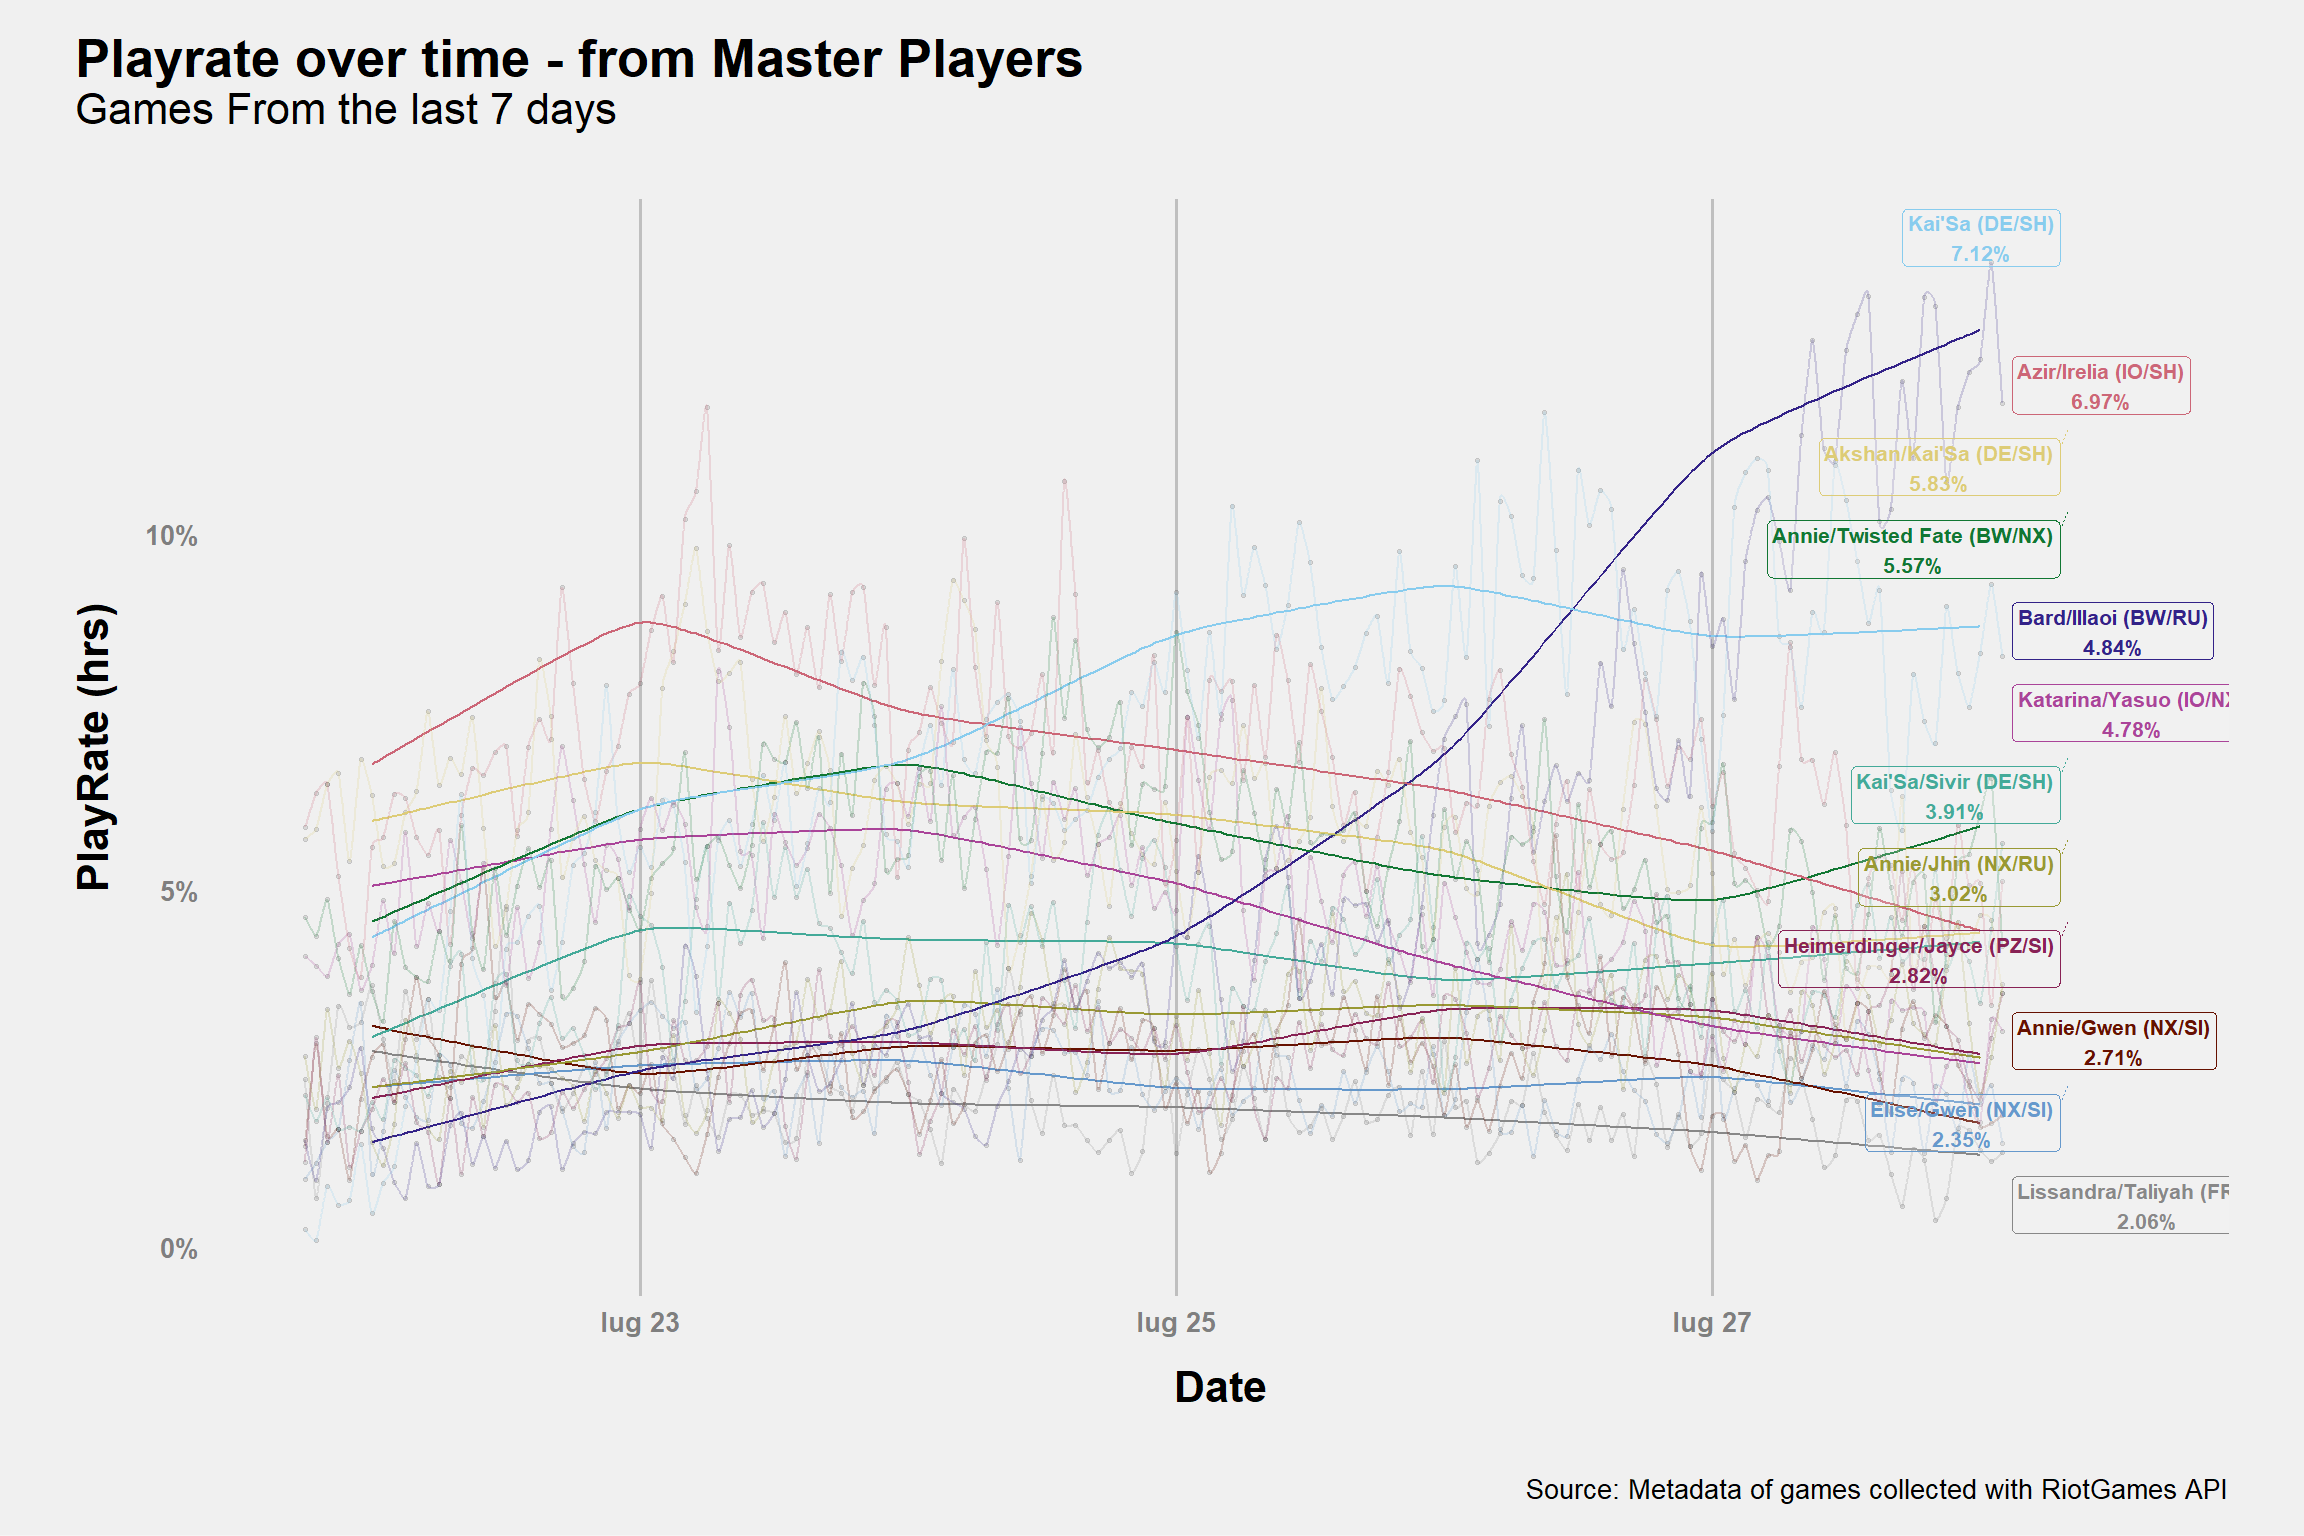 Playrate over time - from Master Players
Games From the last 7 days
PlayRate (hrs)
10%
5%
0%
Kai'Sa (DE/SH)
7.12%
Azir/Irelia (IO/SH)
6.97%
Akshan/Kai'Sa (DE/SH)
5.83%
Annie/Twisted Fate (BW/NX)
5.57%
Bard/Illaoi (BW/RU)
4.84%
Katarina/Yasuo (IO/NX
4.78%
Kai'Sa/Sivir (DE/SH)
3.91%
Annie/Jhin (NX/RU)
3.02%
Heimerdinger/Jayce (PZ/SI)
2.82%
Annie/Gwen (NX/SI)
2.71%
Elise/Gwen (NX/SI)
2.35%
Lissandra/Taliyah (FR
2.06%
lug 23
lug 25
lug 27
Date
Source: Metadata of games collected with RiotGames API